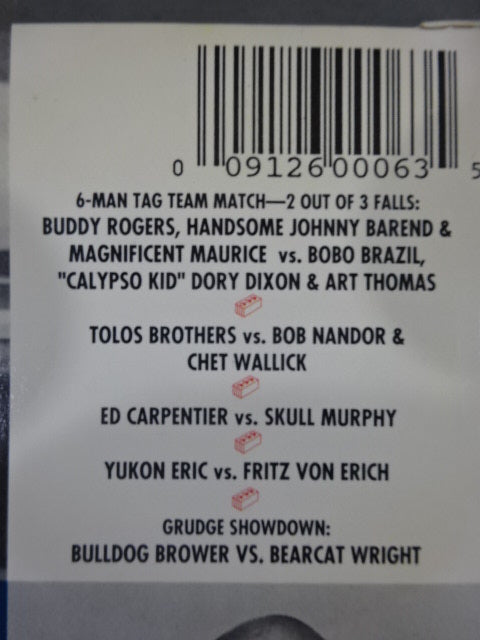 0 09126 00063 5
6-MAN TAG TEAM MATCH—2 OUT OF 3 FALLS:
BUDDY ROGERS, HANDSOME JOHNNY BAREND &
MAGNIFICENT MAURICE vs. BOBO BRAZIL,
"CALYPSO KID" DORY DIXON & ART THOMAS
TOLOS BROTHERS vs. BOB NANDOR &
CHET WALLICK
ED CARPENTIER vs. SKULL MURPHY
YUKON ERIC vs. FRITZ VON ERICH
GRUDGE SHOWDOWN:
BULLDOG BROWER VS. BEARCAT WRIGHT